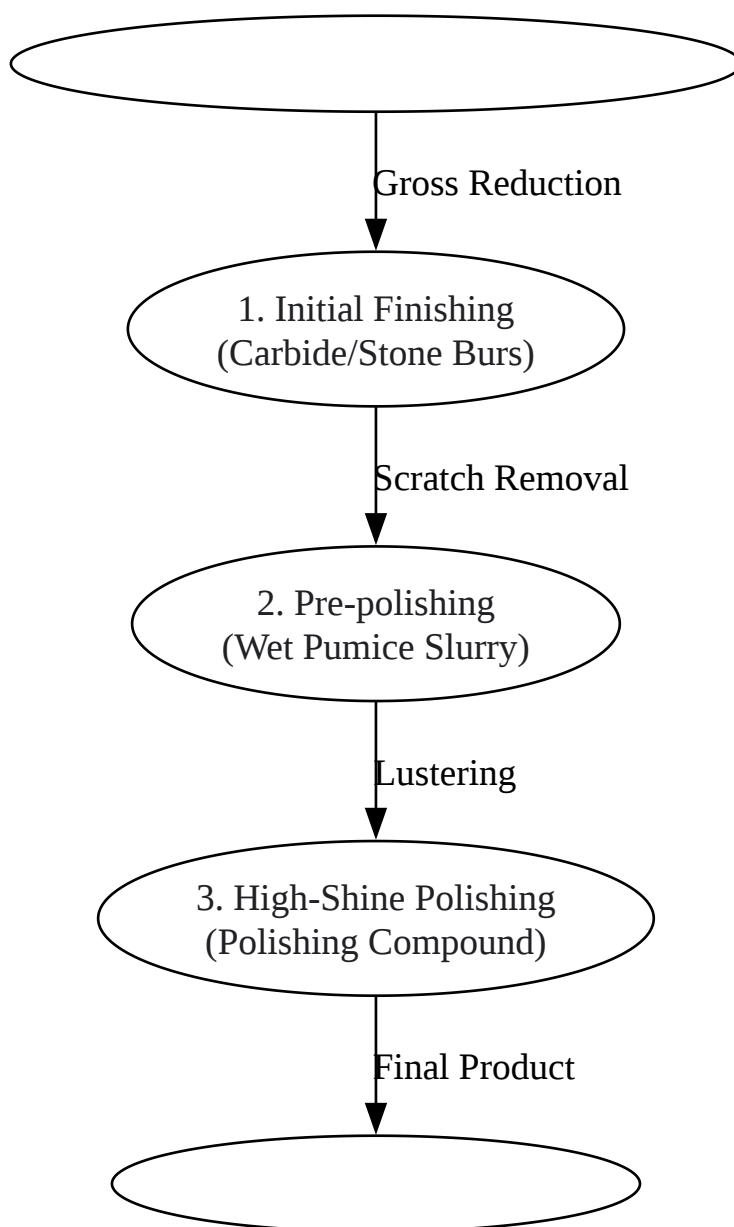 Gross Reduction
1. Initial Finishing
(Carbide/Stone Burs)
Scratch Removal
2. Pre-polishing
(Wet Pumice Slurry)
Lustering
3. High-Shine Polishing
(Polishing Compound)
Final Product